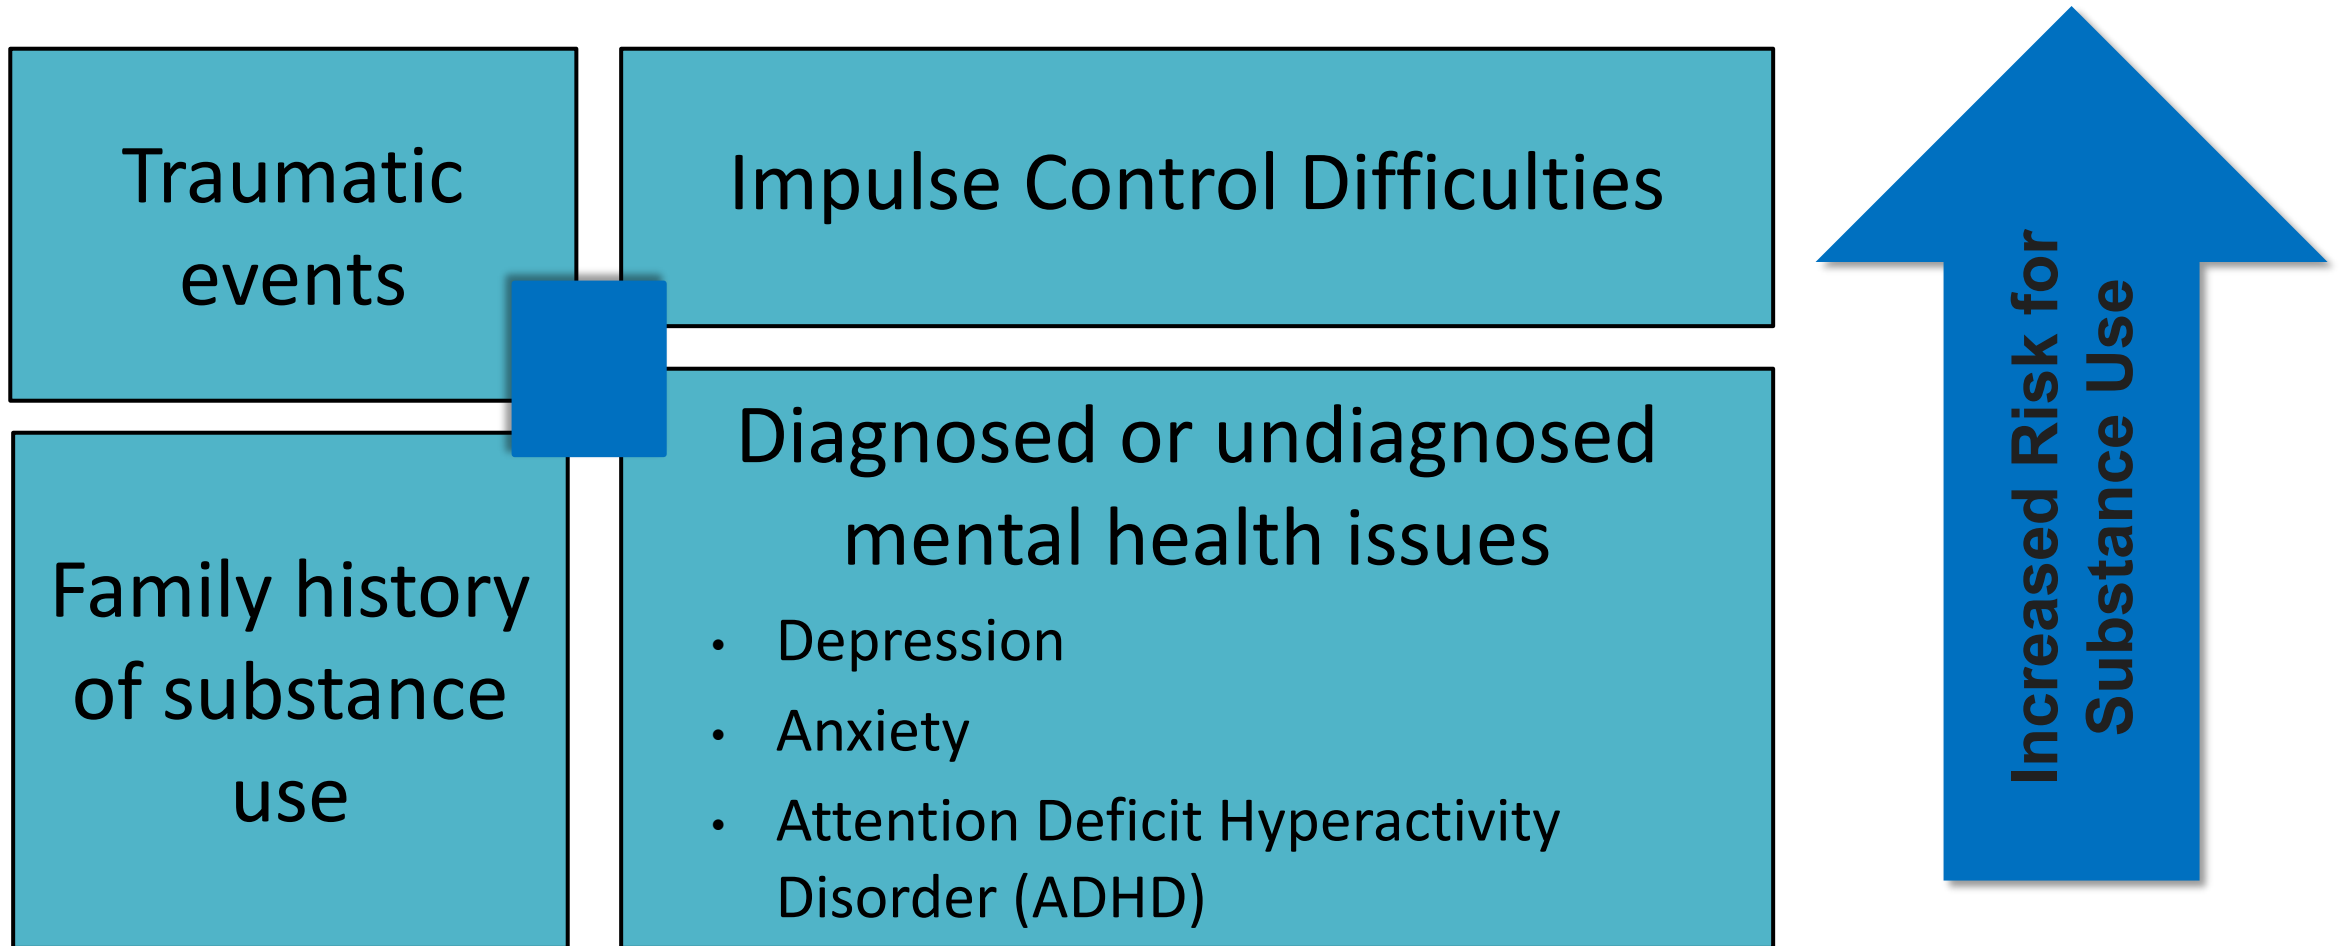 Traumatic
events
Impulse Control Difficulties
Family history
of substance
use
Diagnosed or undiagnosed
mental health issues
• Depression
• Anxiety
• Attention Deficit Hyperactivity
Disorder (ADHD)
Increased Risk for
Substance Use